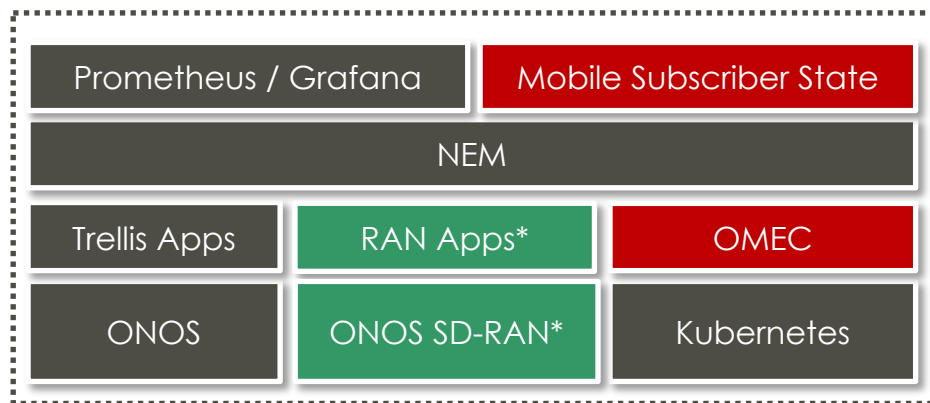 Prometheus / Grafana
Mobile Subscriber State
NEM
Trellis Apps
RAN Apps*
OMEC
ONOS
ONOS SD-RAN*
Kubernetes